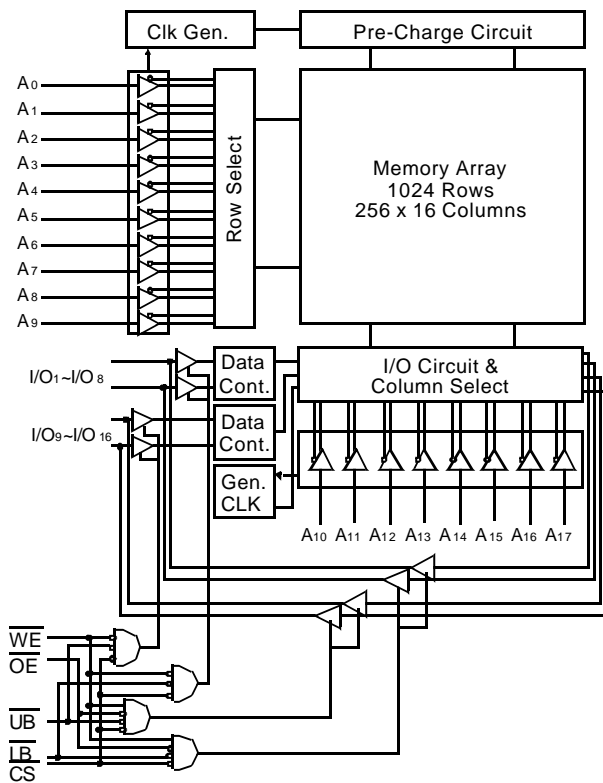 Clk Gen.
Pre-Charge Circuit
A0
A1
A2
A3
A4
A5
A6
A7
A8
A9
Row Select
Memory Array
1024 Rows
256 x 16 Columns
I/O1~I/O 8
I/O9~I/O 16
Data
Cont.
Data
Cont.
Gen.
CLK
I/O Circuit &
Column Select
A10 A11 A12 A13 A14 A15 A16 A17
WE
OE
UB
LB
CS